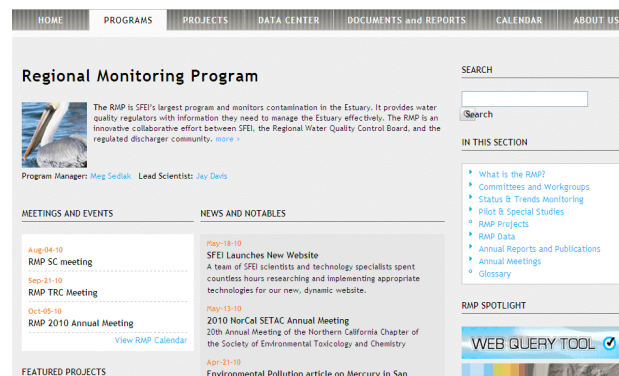 HOME PROGRAMS PROJECTS DATA CENTER DOCUMENTS and REPORTS CALENDAR ABOUT US
Regional Monitoring Program
The RMP is SFEI's largest program and monitors contamination in the Estuary. It provides water
quality regulators with information they need to manage the Estuary effectively. The RMP is an
innovative collaborative effort between SFEI, the Regional Water Quality Control Board, and the
regulated discharger community. more ›
Program Manager: Meg Sedlak Lead Scientist: Jay Davis
MEETINGS AND EVENTS
Aug-04-10
RMP SC meeting
Sep-21-10
RMP TRC Meeting
Oct-05-10
RMP 2010 Annual Meeting
View RMP Calendar
FEATURED PROJECTS
NEWS AND NOTABLES
May-18-10
SFEI Launches New Website
A team of SFEI scientists and technology specialists spent
countless hours researching and implementing appropriate
technologies for our new, dynamic website.
May-13-10
2010 NorCal SETAC Annual Meeting
20th Annual Meeting of the Northern California Chapter of
the Society of Environmental Toxicology and Chemistry
Apr-21-10
Environmental Pollution article on Mercury in San
SEARCH
Search
IN THIS SECTION
What is the RMP?
Committees and Workgroups
Status & Trends Monitoring
Pilot & Special Studies
RMP Projects
RMP Data
Annual Reports and Publications
Annual Meetings
Glossary
RMP SPOTLIGHT
WEB QUERY TOOL